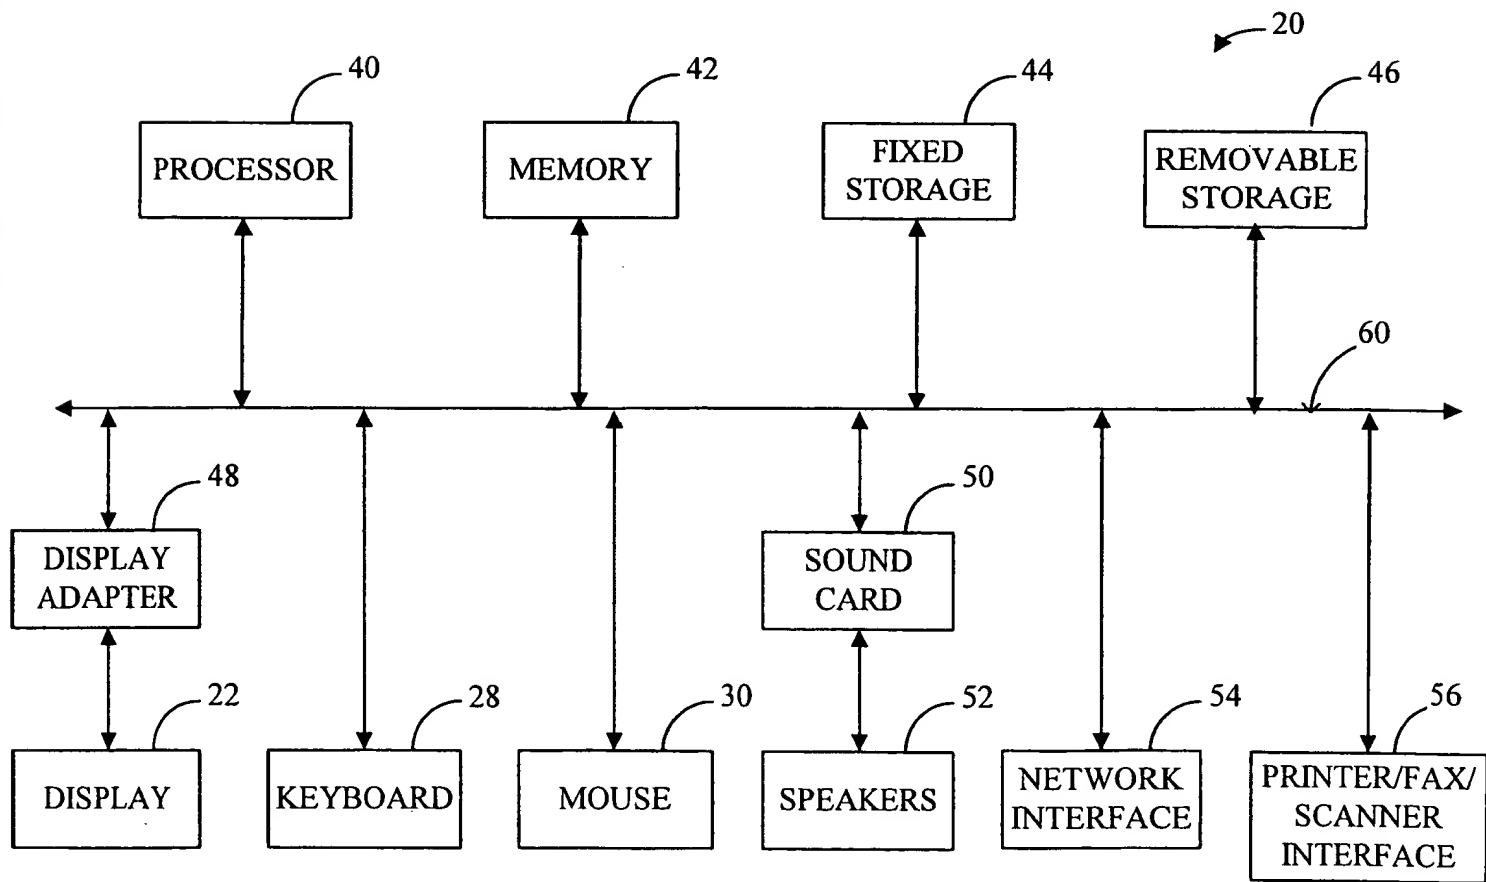 20
40
42
44
46
PROCESSOR
MEMORY
FIXED
STORAGE
REMOVABLE
STORAGE
60
48
50
DISPLAY
ADAPTER
SOUND
CARD
22
28
30
52
54
56
DISPLAY
KEYBOARD
MOUSE
SPEAKERS
NETWORK
INTERFACE
PRINTER/FAX/
SCANNER
INTERFACE